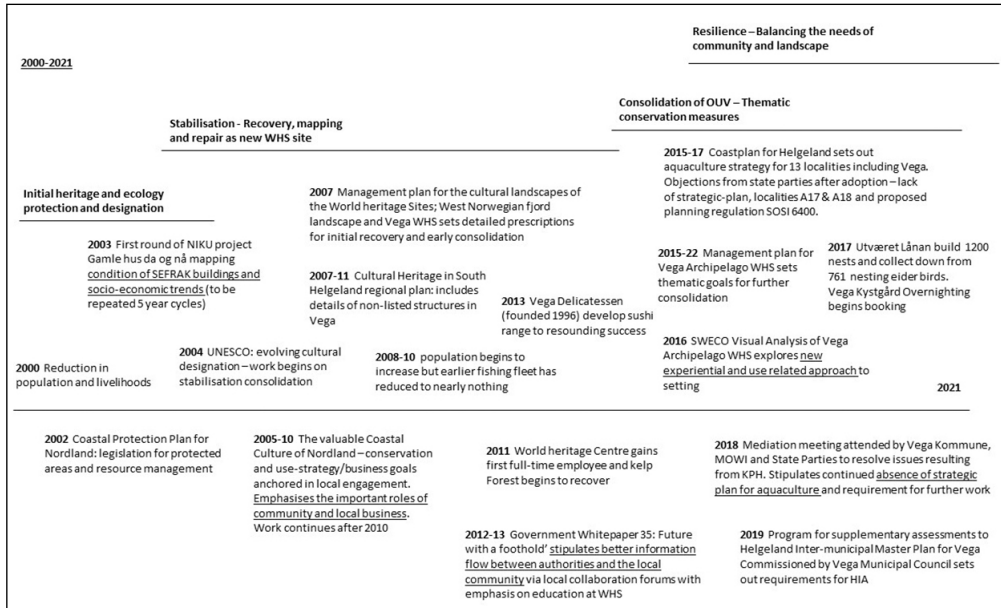 Resilience – Balancing the needs of
community and landscape
2000-2021
Consolidation of OUV – Thematic
conservation measures
Stabilisation - Recovery, mapping
and repair as new WHS site
Initial heritage and ecology
protection and designation
2015-17 Coastplan for Helgeland sets out
aquaculture strategy for 13 localities including Vega.
Objections from state parties after adoption – lack
of strategic-plan, localities A17 & A18 and proposed
planning regulation SOSI 6400.
2007 Management plan for the cultural landscapes of
the World heritage Sites; West Norwegian fjord
landscape and Vega WHS sets detailed prescriptions
for initial recovery and early consolidation
2003 First round of NIKU project
Gamle hus da og nå mapping
condition of SEFRAK buildings and
socio-economic trends (to be
repeated 5 year cycles)
2007-11 Cultural Heritage in South
Helgeland regional plan: includes
details of non-listed structures in
Vega
2013 Vega Delicatessen
(founded 1996) develop sushi
range to resounding success
2015-22 Management plan for
Vega Archipelago WHS sets
thematic goals for further
consolidation
2017 Utværet Lånan build 1200
nests and collect down from
761 nesting eider birds.
Vega Kystgård Overnighting
begins booking
2000 Reduction in
population and livelihoods
2004 UNESCO: evolving cultural
designation – work begins on
stabilisation consolidation
2008-10 population begins to
increase but earlier fishing fleet has
reduced to nearly nothing
2016 SWECO Visual Analysis of Vega
Archipelago WHS explores new
experiential and use related approach to
setting
2021
2002 Coastal Protection Plan for
Nordland: legislation for protected
areas and resource management
2005-10 The valuable Coastal
Culture of Nordland – conservation
and use-strategy/business goals
anchored in local engagement.
Emphasises the important roles of
community and local business.
Work continues after 2010
2011 World heritage Centre gains
first full-time employee and kelp
Forest begins to recover
2018 Mediation meeting attended by Vega Kommune,
MOWI and State Parties to resolve issues resulting
from KPH. Stipulates continued absence of strategic
plan for aquaculture and requirement for further work
2012-13 Government Whitepaper 35: Future
with a foothold' stipulates better information
flow between authorities and the local
community via local collaboration forums with
emphasis on education at WHS
2019 Program for supplementary assessments to
Helgeland Inter-municipal Master Plan for Vega
Commissioned by Vega Municipal Council sets
out requirements for HIA